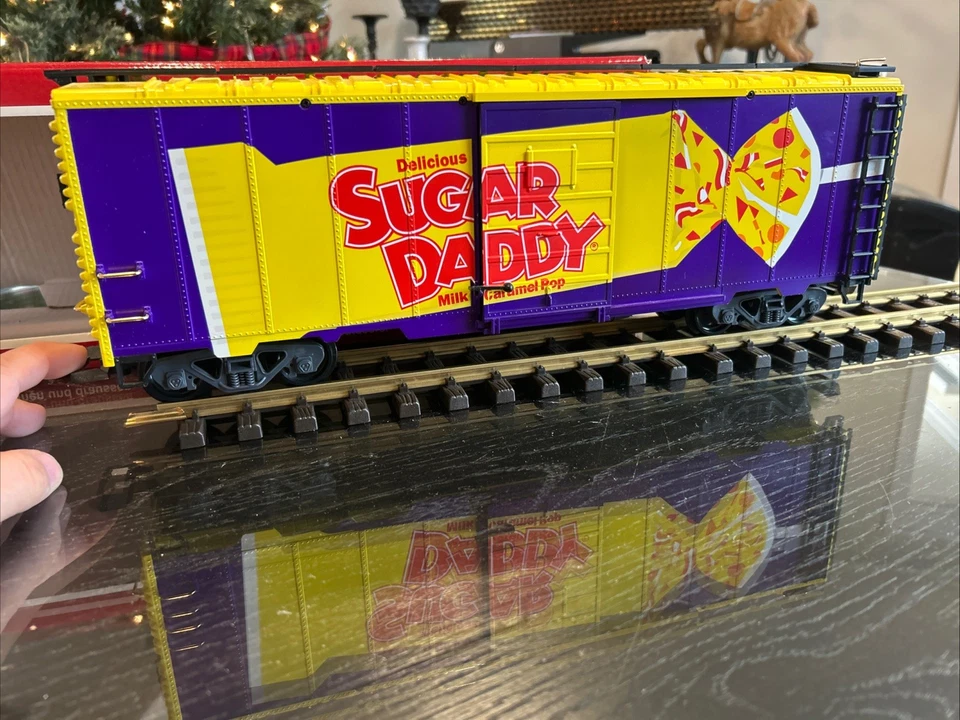 Delicious
SUGAR
DADDY®
Milk Caramel Pop